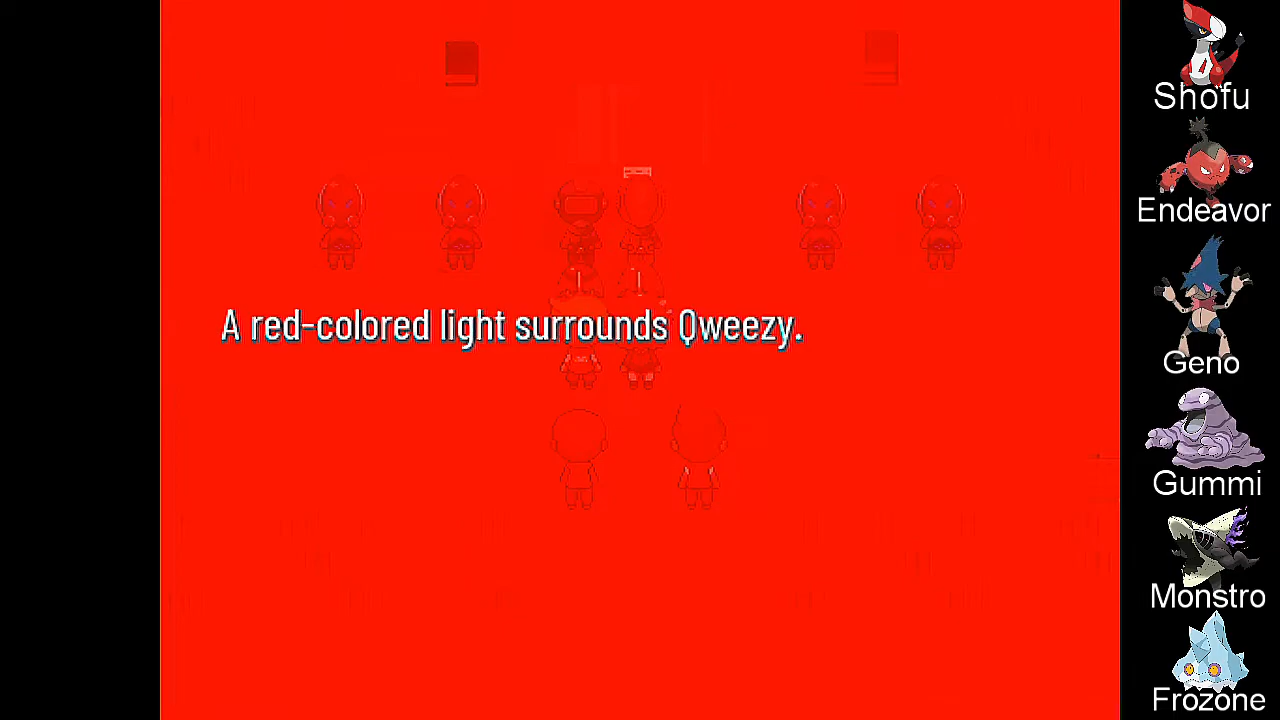 A red-colored light surrounds Qweezy.
Shofu
Endeavor
Geno
Gummi
Monstro
Frozone